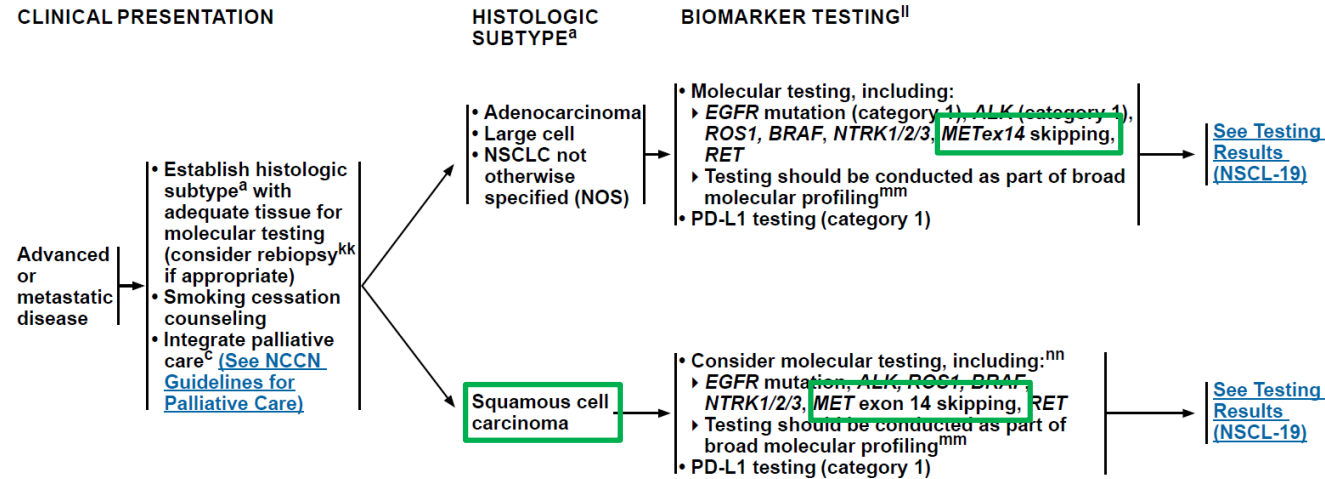 CLINICAL PRESENTATION
HISTOLOGIC
SUBTYPEᵃ
BIOMARKER TESTINGˡˡ
Advanced
or
metastatic
disease
• Establish histologic
subtypeᵃ with
adequate tissue for
molecular testing
(consider rebiopsyᵏᵏ
if appropriate)
• Smoking cessation
counseling
• Integrate palliative
careᶜ (See NCCN
Guidelines for
Palliative Care)
• Adenocarcinoma
• Large cell
• NSCLC not
otherwise
specified (NOS)
• Molecular testing, including:
▸ EGFR mutation (category 1), ALK (category 1),
ROS1, BRAF, NTRK1/2/3, METex14 skipping,
RET
▸ Testing should be conducted as part of broad
molecular profilingᵐᵐ
• PD-L1 testing (category 1)
See Testing
Results
(NSCL-19)
Squamous cell
carcinoma
• Consider molecular testing, including:ⁿⁿ
▸ EGFR mutation, ALK, ROS1, BRAF,
NTRK1/2/3, MET exon 14 skipping, RET
▸ Testing should be conducted as part of
broad molecular profilingᵐᵐ
• PD-L1 testing (category 1)
See Testing
Results
(NSCL-19)